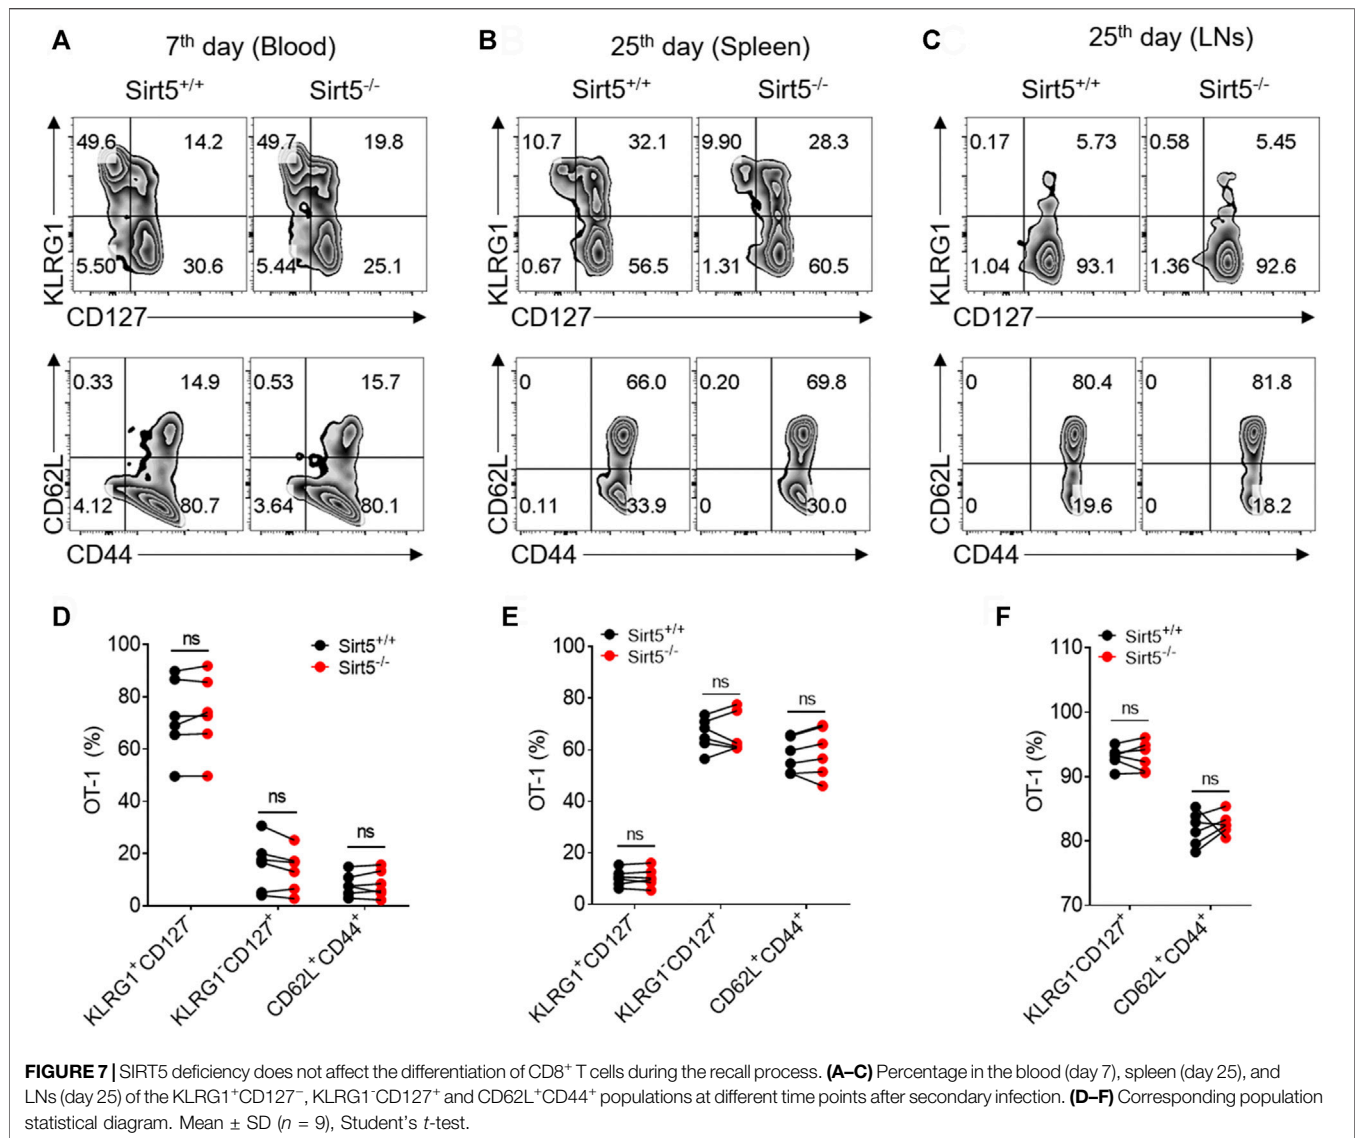 A
7th day (Blood)
Sirt5+/+
Sirt5-/-
49.6
14.2
5.50
30.6
49.7
19.8
5.44
25.1
KLRG1
CD127
0.33
14.9
4.12
80.7
0.53
15.7
3.64
80.1
CD62L
CD44
B
25th day (Spleen)
Sirt5+/+
Sirt5-/-
10.7
32.1
0.67
56.5
9.90
28.3
1.31
60.5
KLRG1
CD127
0
66.0
0.11
33.9
0.20
69.8
0
30.0
CD62L
CD44
C
25th day (LNs)
Sirt5+/+
Sirt5-/-
0.17
5.73
1.04
93.1
0.58
5.45
1.36
92.6
KLRG1
CD127
0
80.4
0
19.6
0
81.8
0
18.2
CD62L
CD44
D
100
80
60
40
20
0
OT-1 (%)
ns
ns
ns
Sirt5+/+
Sirt5-/-
KLRG1+CD127-
KLRG1-CD127+
CD62L+CD44+
E
100
80
60
40
20
0
OT-1 (%)
Sirt5+/+
Sirt5-/-
ns
ns
ns
KLRG1+CD127-
KLRG1-CD127+
CD62L+CD44+
F
110
100
90
80
70
OT-1 (%)
Sirt5+/+
Sirt5-/-
ns
ns
KLRG1-CD127+
CD62L+CD44+
FIGURE 7 | SIRT5 deficiency does not affect the differentiation of CD8+ T cells during the recall process. (A–C) Percentage in the blood (day 7), spleen (day 25), and
LNs (day 25) of the KLRG1+CD127−, KLRG1-CD127+ and CD62L+CD44+ populations at different time points after secondary infection. (D–F) Corresponding population
statistical diagram. Mean ± SD (n = 9), Student's t-test.